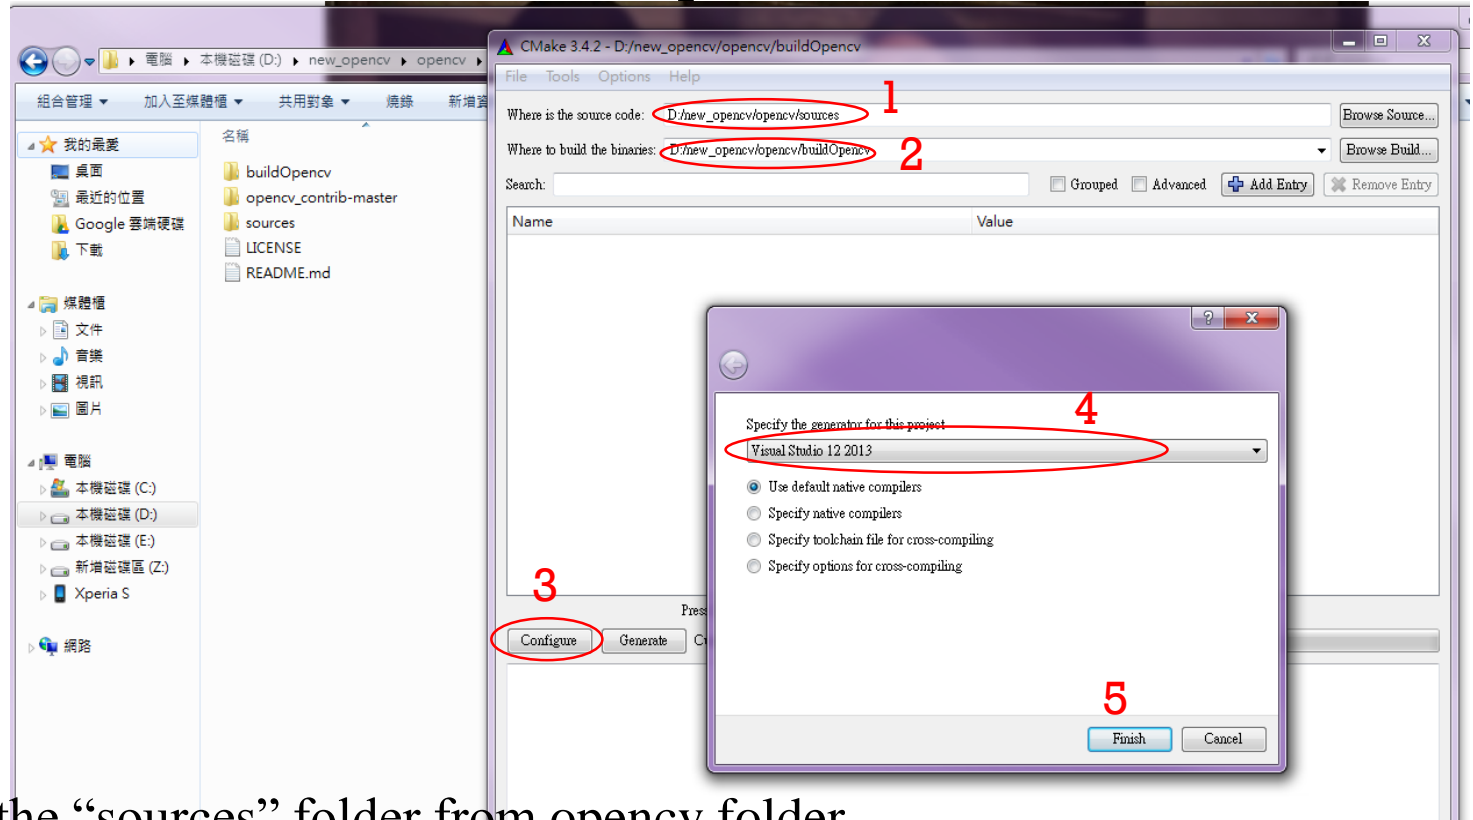 CMake 3.4.2 - D:/new_opencv/opencv/buildOpencv
電腦 ▸ 本機磁碟 (D:) ▸ new_opencv ▸ opencv ▸
File Tools Options Help
組合管理 加入至媒體櫃 共用對象 燒錄 新增資
Where is the source code: D:/new_opencv/opencv/sources Browse Source...
1
Where to build the binaries: D:/new_opencv/opencv/buildOpencv Browse Build...
2
Search: Grouped Advanced Add Entry Remove Entry
Name Value
我的最愛
桌面
最近的位置
Google 雲端硬碟
下載
媒體櫃
文件
音樂
視訊
圖片
電腦
本機磁碟 (C:)
本機磁碟 (D:)
本機磁碟 (E:)
新增磁碟區 (Z:)
Xperia S
網路
名稱
buildOpencv
opencv_contrib-master
sources
LICENSE
README.md
?
4
Specify the generator for this project
Visual Studio 12 2013
Use default native compilers
Specify native compilers
Specify toolchain file for cross-compiling
Specify options for cross-compiling
3
Configure Generate
5
Finish Cancel
the “sources” folder from opencv folder